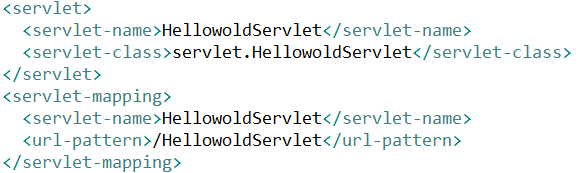 <servlet>
<servlet-name>HellowoldServlet</servlet-name>
<servlet-class>servlet.HellowoldServlet</servlet-class>
</servlet>
<servlet-mapping>
<servlet-name>HellowoldServlet</servlet-name>
<url-pattern>/HellowoldServlet</url-pattern>
</servlet-mapping>